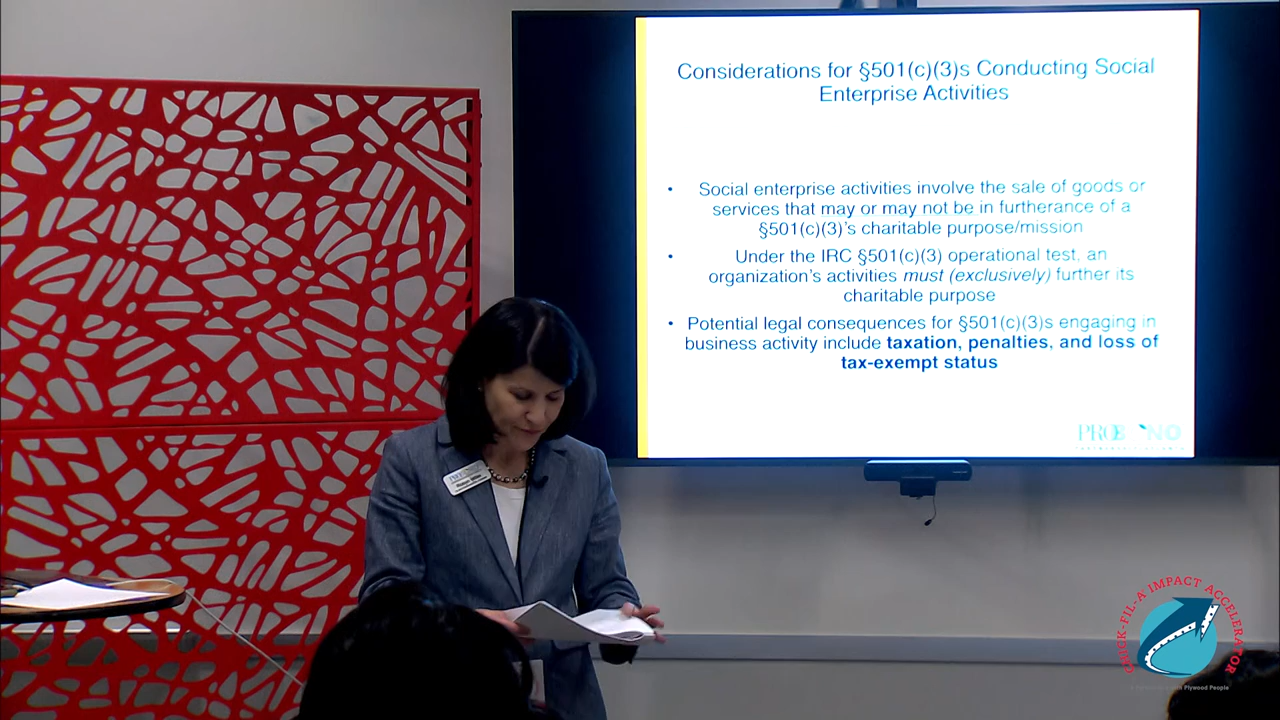 Considerations for §501(c)(3)s Conducting Social
Enterprise Activities
• Social enterprise activities involve the sale of goods or
services that may or may not be in furtherance of a
§501(c)(3)'s charitable purpose/mission
• Under the IRC §501(c)(3) operational test, an
organization's activities must (exclusively) further its
charitable purpose
• Potential legal consequences for §501(c)(3)s engaging in
business activity include taxation, penalties, and loss of
tax-exempt status
CHICK-FIL-A IMPACT ACCELERATOR
Plywood People